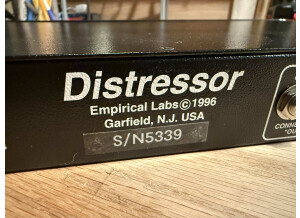 Distressor
Empirical Labs©1996
Garfield, N.J. USA
S/N5339